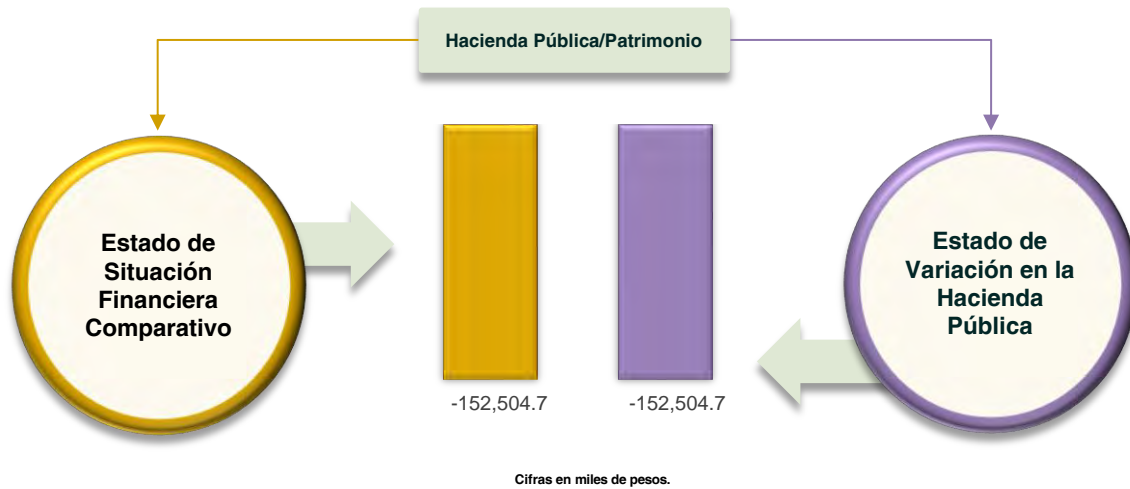 Hacienda Pública/Patrimonio
Estado de
Situación
Financiera
Comparativo
Estado de
Variación en la
Hacienda
Pública
-152,504.7
-152,504.7
Cifras en miles de pesos.